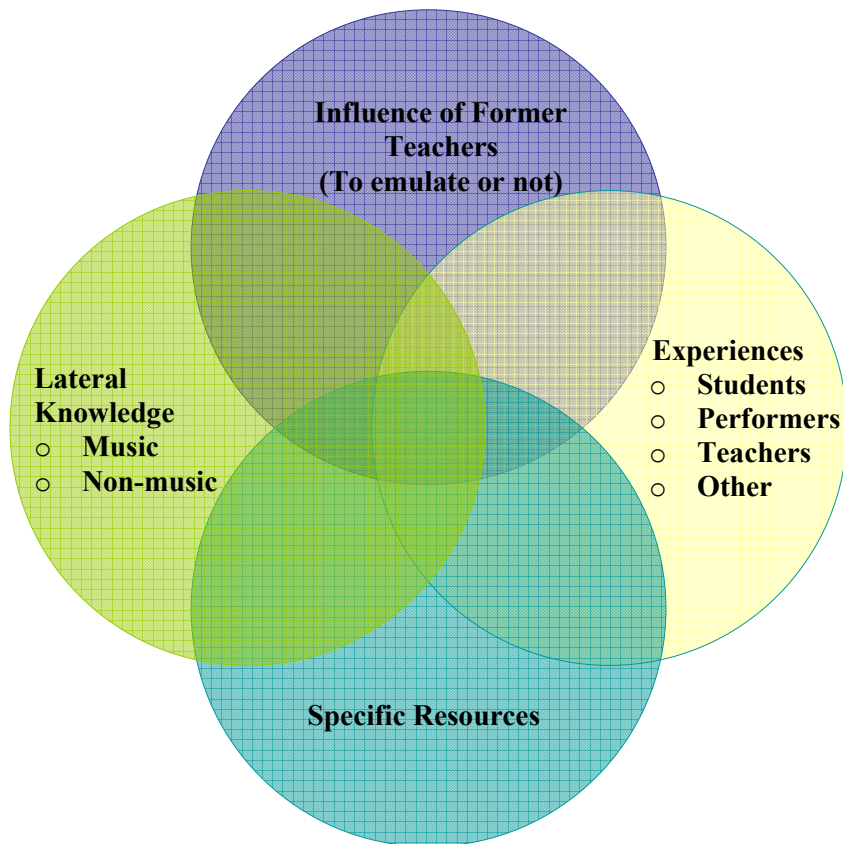 Influence of Former
Teachers
(To emulate or not)
Lateral
Knowledge
o Music
o Non-music
Experiences
o Students
o Performers
o Teachers
o Other
Specific Resources